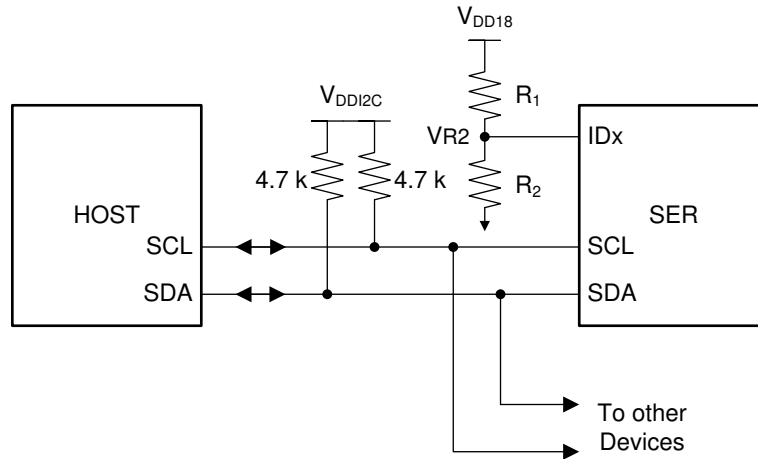 VDD18
R1
VDDI2C
VR2
IDx
4.7 k
4.7 k
R2
HOST
SER
SCL
SCL
SDA
SDA
To other
Devices